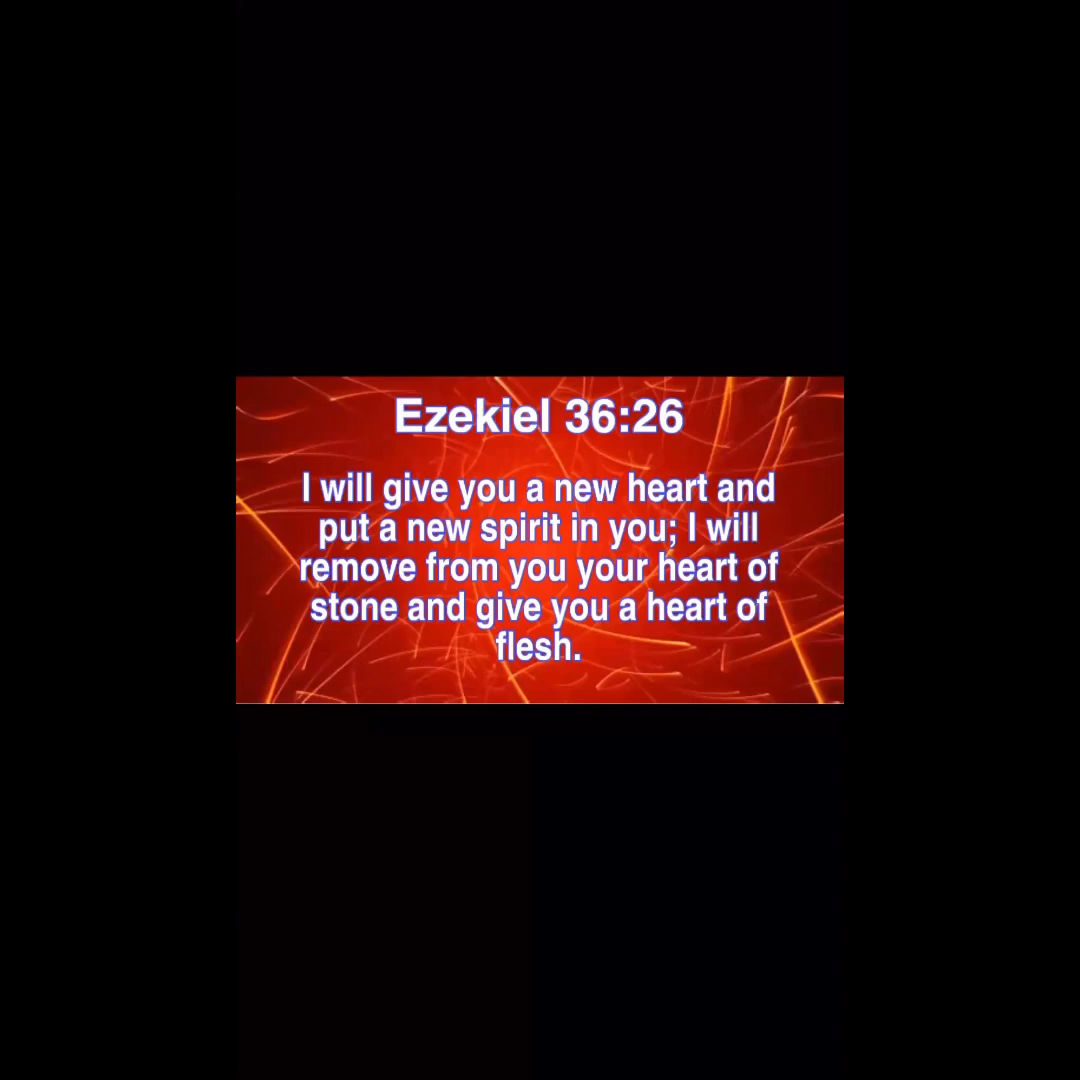 Ezekiel 36:26
I will give you a new heart and
put a new spirit in you; I will
remove from you your heart of
stone and give you a heart of
flesh.